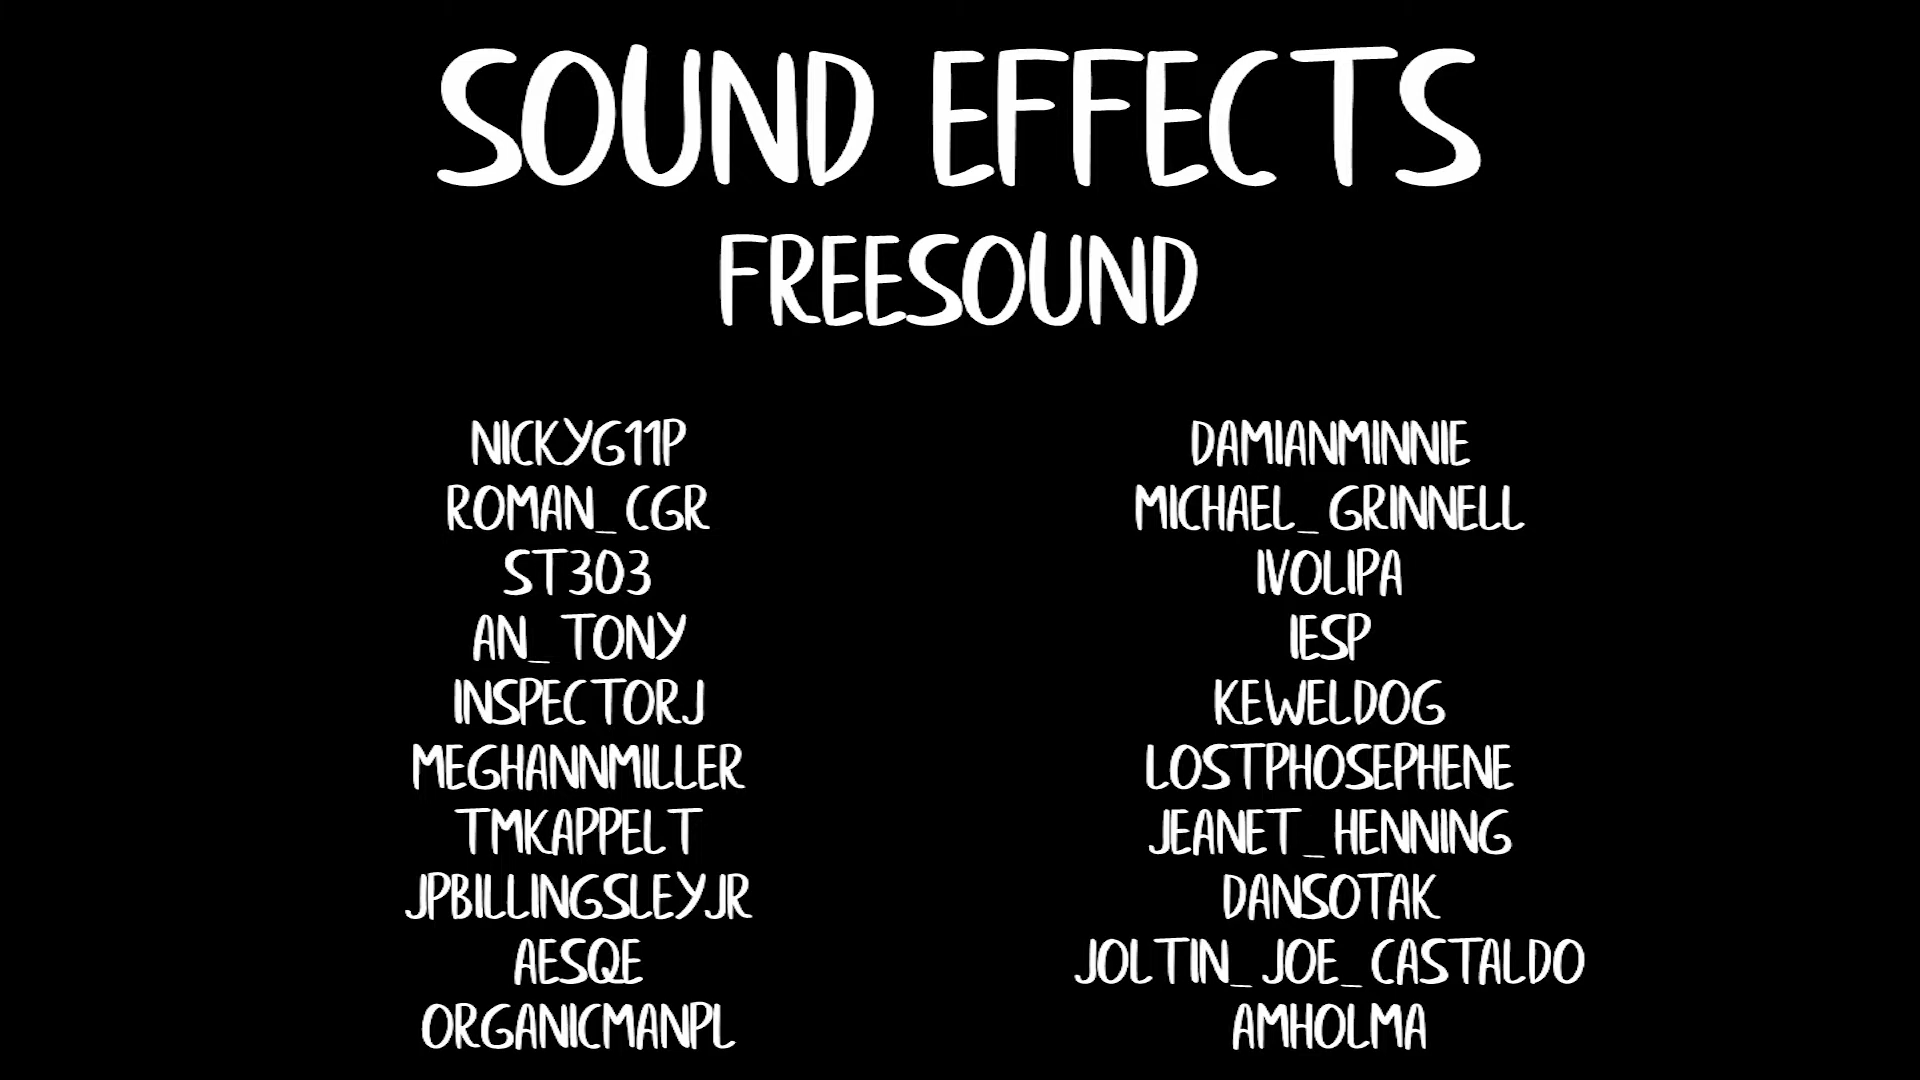 SOUND EFFECTS
FREESOUND
NICKYG11P
ROMAN_CGR
ST303
AN_TONY
INSPECTORJ
MEGHANNMILLER
TMKAPPELT
JPBILLINGSLEYJR
AESQE
ORGANICMANPL
DAMIANMINNIE
MICHAEL_GRINNELL
IVOLIPA
IESP
KEWELDOG
LOSTPHOSEPHENE
JEANET_HENNING
DANSOTAK
JOLTIN_JOE_CASTALDO
AMHOLMA